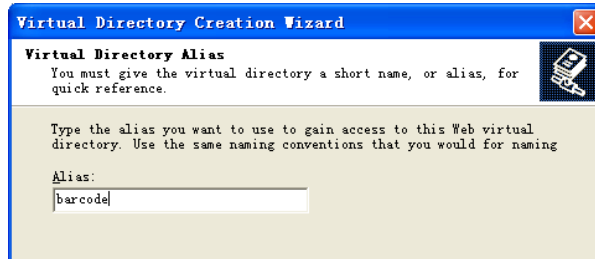 Virtual Directory Creation Wizard
Virtual Directory Alias
You must give the virtual directory a short name, or alias, for
quick reference.
Type the alias you want to use to gain access to this Web virtual
directory. Use the same naming conventions that you would for naming
Alias:
barcode